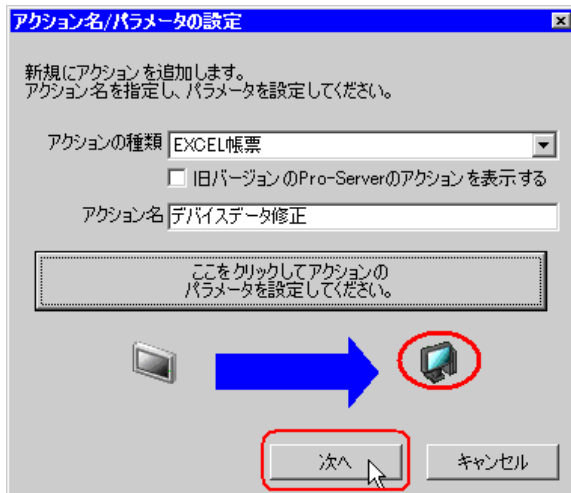 アクション名/パラメータの設定
新規にアクションを追加します。
アクション名を指定し、パラメータを設定してください。
アクションの種類 EXCEL帳票
旧バージョンのPro-Serverのアクションを表示する
アクション名 デバイスデータ修正
ここをクリックしてアクションの
パラメータを設定してください。
次へ キャンセル